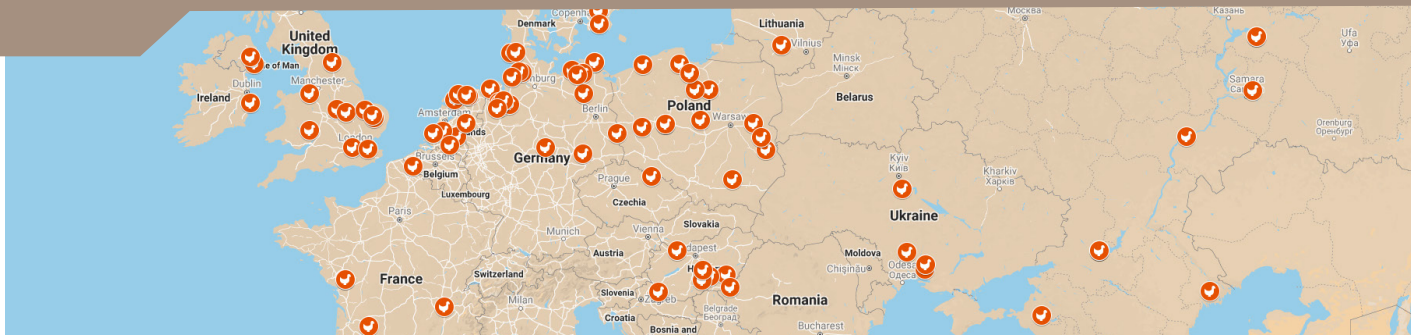 Copenh
Denmark
Lithuania
Москва
Казань
United
Kingdom
Vilnius
Ufa
Уфа
e of Man
Minsk
Мінск
Dublin
Manchester
Samara
Ireland
Amsterdam
Berlin
Poland
Warsaw
Belarus
Orenburg
Оренбург
London
Brussels
Belgium
Germany
Kyiv
Київ
Kharkiv
Харків
Luxembourg
Prague
Czechia
Paris
Ukraine
Slovakia
Munich
Vienna
Austria
Moldova
Chișinău
Odesa
Одеса
France
Switzerland
Slovenia
Zagreb
Milan
Croatia
Belgrade
Београд
Romania
Bosnia and
Bucharest